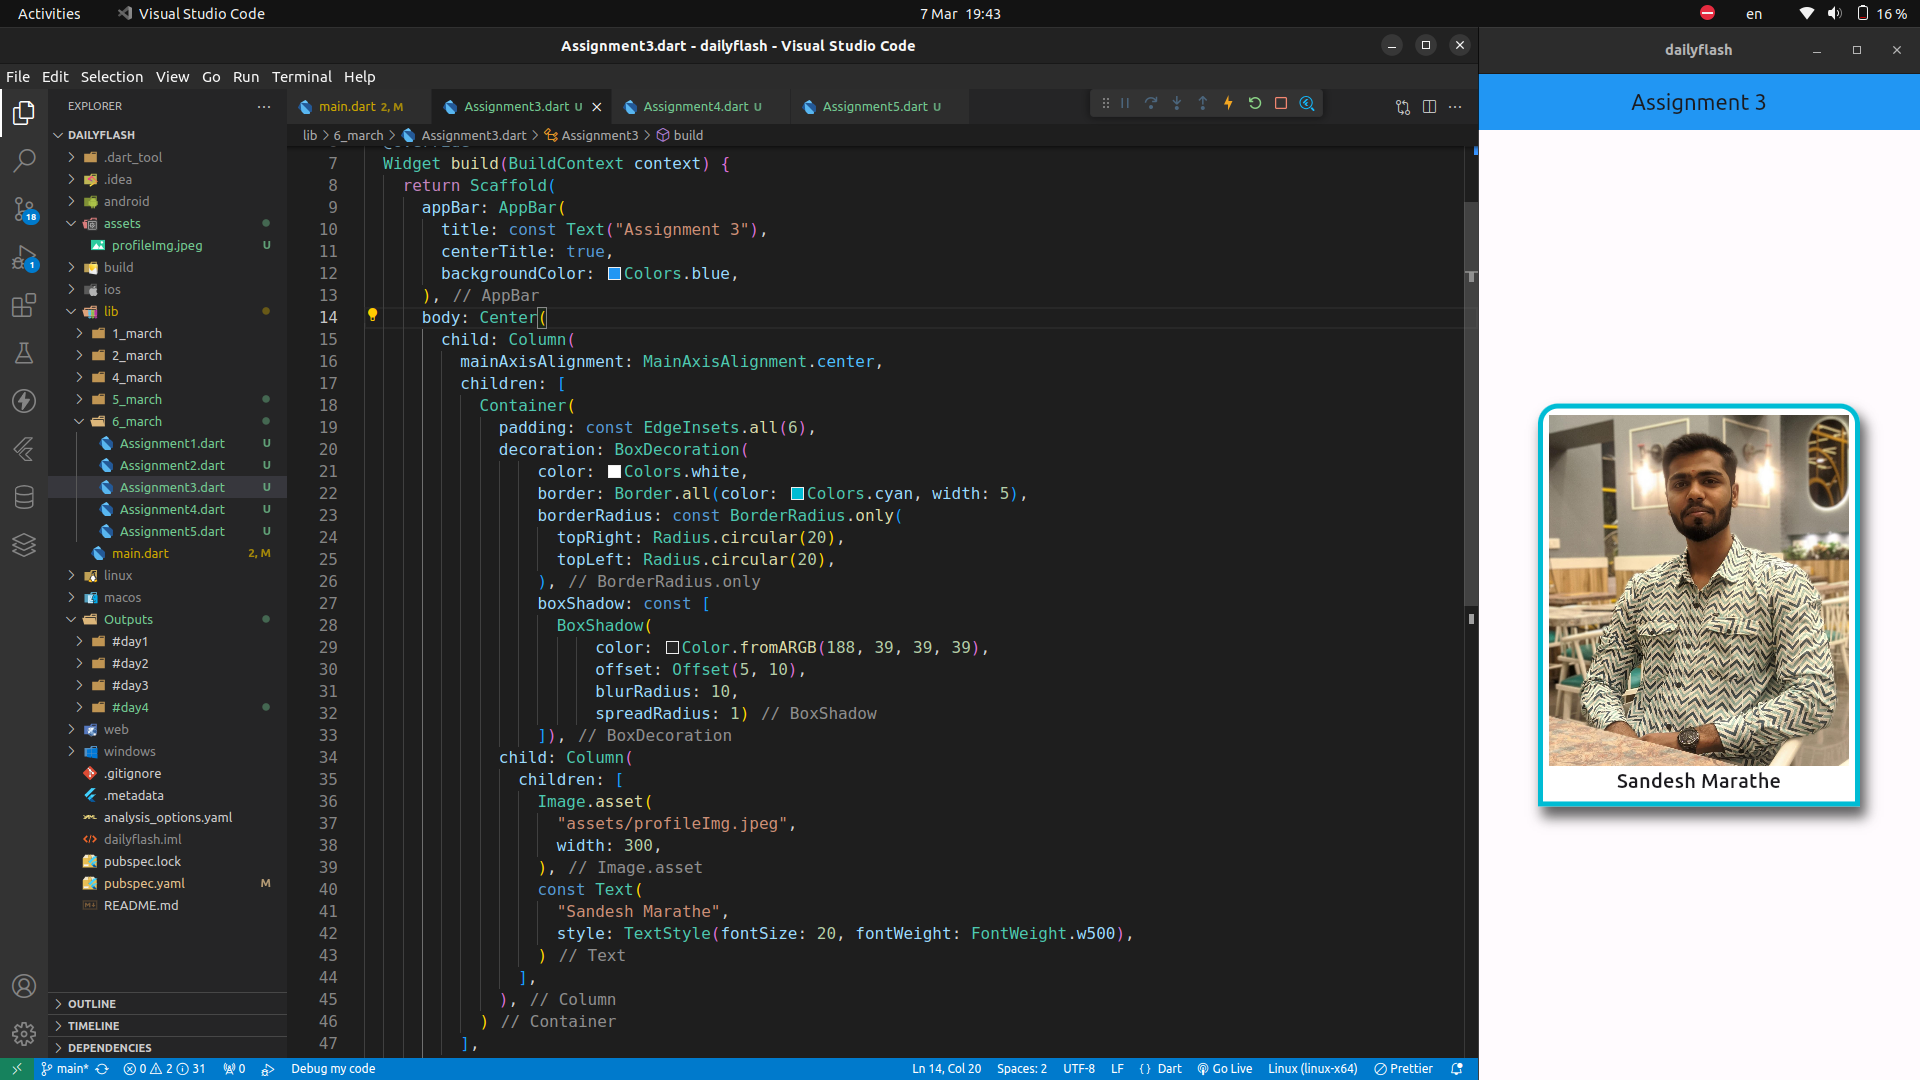 Activities
Visual Studio Code
7 Mar 19:43
en
16 %
Assignment3.dart - dailyflash - Visual Studio Code
File Edit Selection View Go Run Terminal Help
EXPLORER
DAILYFLASH
.dart_tool
.idea
android
assets
profileImg.jpeg U
build
ios
lib
1_march
2_march
4_march
5_march
6_march
Assignment1.dart U
Assignment2.dart U
Assignment3.dart U
Assignment4.dart U
Assignment5.dart U
main.dart 2, M
linux
macos
Outputs
#day1
#day2
#day3
#day4
web
windows
.gitignore
.metadata
analysis_options.yaml
dailyflash.iml
pubspec.lock
pubspec.yaml M
README.md
OUTLINE
TIMELINE
DEPENDENCIES
18
1
main.dart 2, M
Assignment3.dart U
Assignment4.dart U
Assignment5.dart U
lib > 6_march > Assignment3.dart > Assignment3 > build
7 Widget build(BuildContext context) {
8 return Scaffold(
9 appBar: AppBar(
10 title: const Text("Assignment 3"),
11 centerTitle: true,
12 backgroundColor: Colors.blue,
13 ), // AppBar
14 body: Center(
15 child: Column(
16 mainAxisAlignment: MainAxisAlignment.center,
17 children: [
18 Container(
19 padding: const EdgeInsets.all(6),
20 decoration: BoxDecoration(
21 color: Colors.white,
22 border: Border.all(color: Colors.cyan, width: 5),
23 borderRadius: const BorderRadius.only(
24 topRight: Radius.circular(20),
25 topLeft: Radius.circular(20),
26 ), // BorderRadius.only
27 boxShadow: const [
28 BoxShadow(
29 color: Color.fromARGB(188, 39, 39, 39),
30 offset: Offset(5, 10),
31 blurRadius: 10,
32 spreadRadius: 1) // BoxShadow
33 ]), // BoxDecoration
34 child: Column(
35 children: [
36 Image.asset(
37 "assets/profileImg.jpeg",
38 width: 300,
39 ), // Image.asset
40 const Text(
41 "Sandesh Marathe",
42 style: TextStyle(fontSize: 20, fontWeight: FontWeight.w500),
43 ) // Text
44 ],
45 ), // Column
46 ) // Container
47 ],
main* 0 2 31 0 Debug my code
Ln 14, Col 20 Spaces: 2 UTF-8 LF { } Dart Go Live Linux (linux-x64) Prettier
dailyflash
Assignment 3
Sandesh Marathe